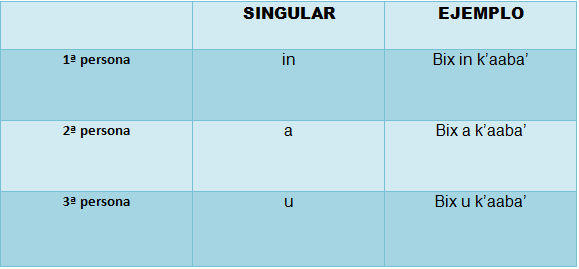 SINGULAR EJEMPLO
1ª persona in Bix in k’aaba’
2ª persona a Bix a k’aaba’
3ª persona u Bix u k’aaba’